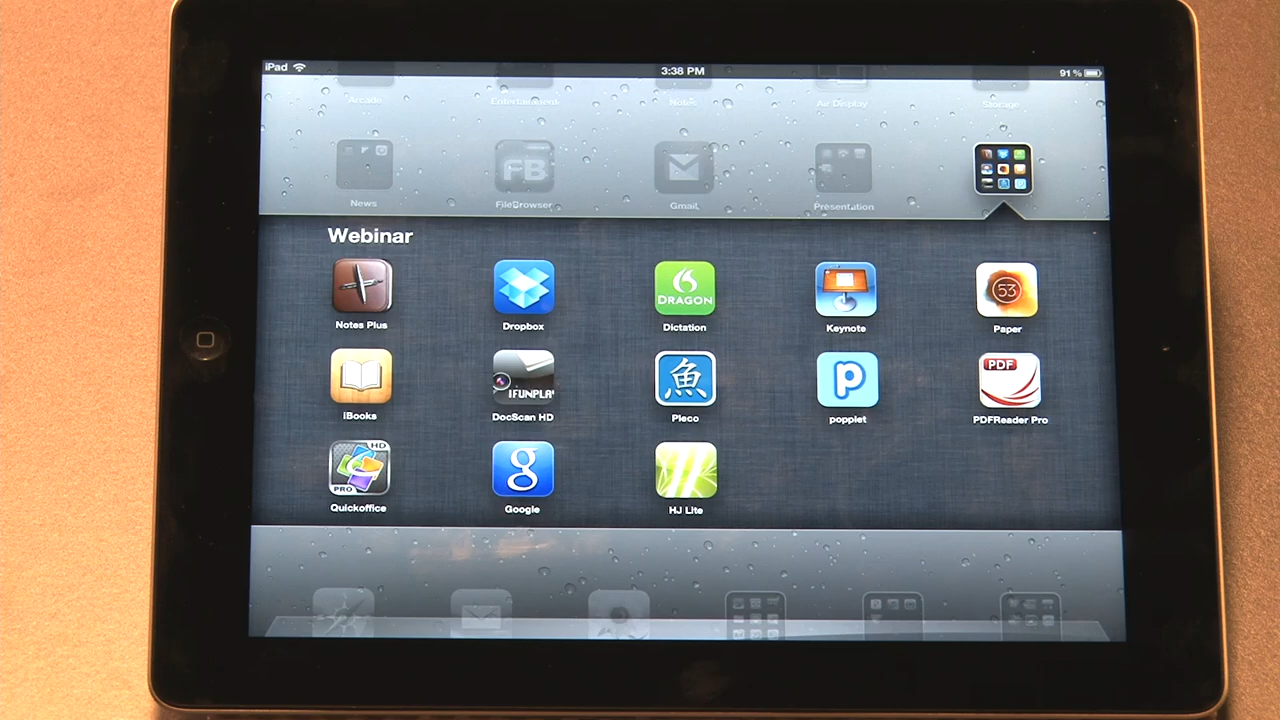 iPad 3:38 PM 91%
Arcade Entertainment Notes Air Display Storage
FB
News FileBrowser Gmail Presentation
Webinar
DRAGON 53
Notes Plus Dropbox Dictation Keynote Paper
PDF
IFUNPLAY 魚 p
iBooks DocScan HD Pleco popplet PDFReader Pro
HD
g
PRO
Quickoffice Google HJ Lite